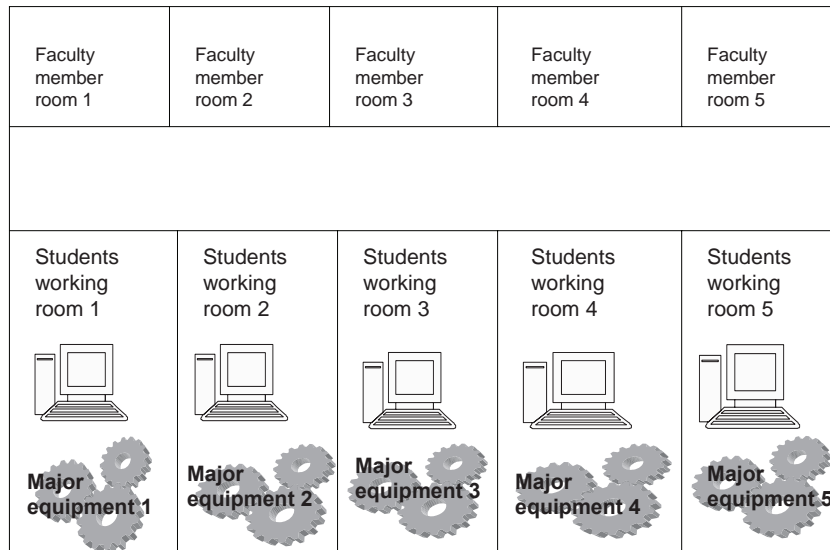 Faculty
member
room 1
Faculty
member
room 2
Faculty
member
room 3
Faculty
member
room 4
Faculty
member
room 5
Students
working
room 1
Students
working
room 2
Students
working
room 3
Students
working
room 4
Students
working
room 5
Major
equipment 1
Major
equipment 2
Major
equipment 3
Major
equipment 4
Major
equipment 5